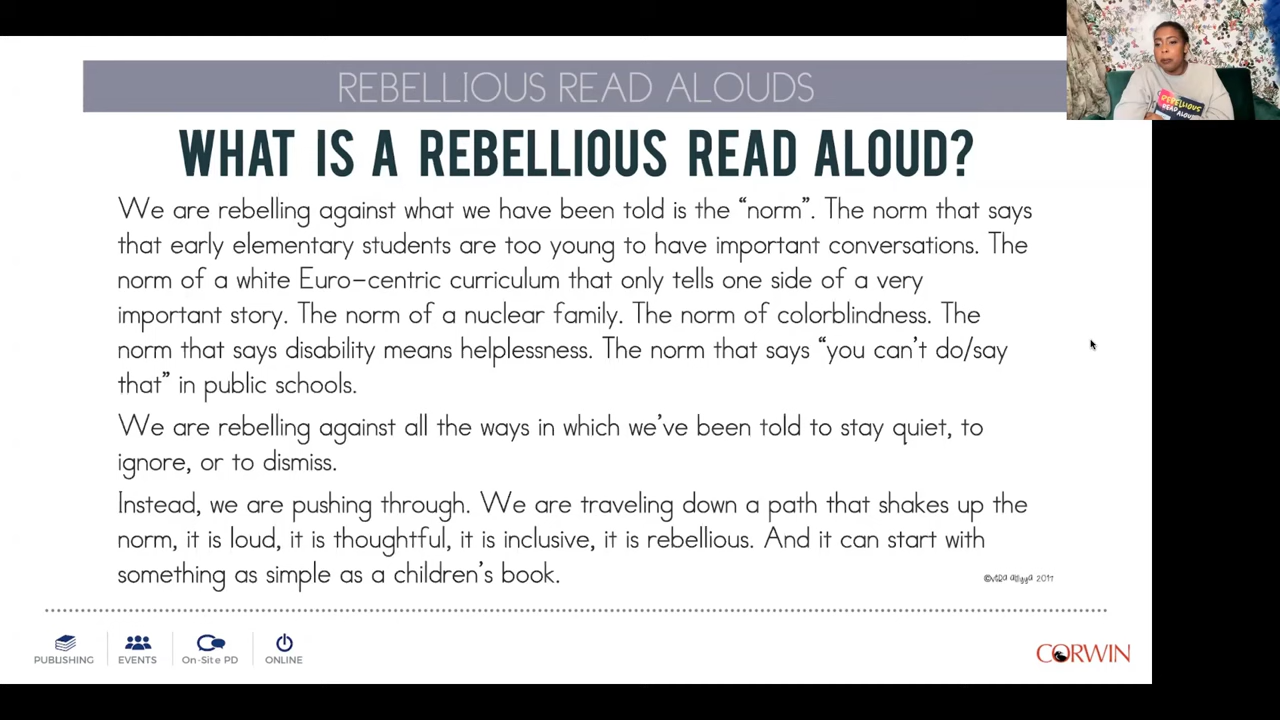 REBELLIOUS READ ALOUDS
WHAT IS A REBELLIOUS READ ALOUD?
We are rebelling against what we have been told is the “norm”. The norm that says
that early elementary students are too young to have important conversations. The
norm of a white Euro-centric curriculum that only tells one side of a very
important story. The norm of a nuclear family. The norm of colorblindness. The
norm that says disability means helplessness. The norm that says “you can’t do/say
that” in public schools.
We are rebelling against all the ways in which we’ve been told to stay quiet, to
ignore, or to dismiss.
Instead, we are pushing through. We are traveling down a path that shakes up the
norm, it is loud, it is thoughtful, it is inclusive, it is rebellious. And it can start with
something as simple as a children’s book.
PUBLISHING
EVENTS
On-Site PD
ONLINE
CORWIN
REBELLIOUS
READ